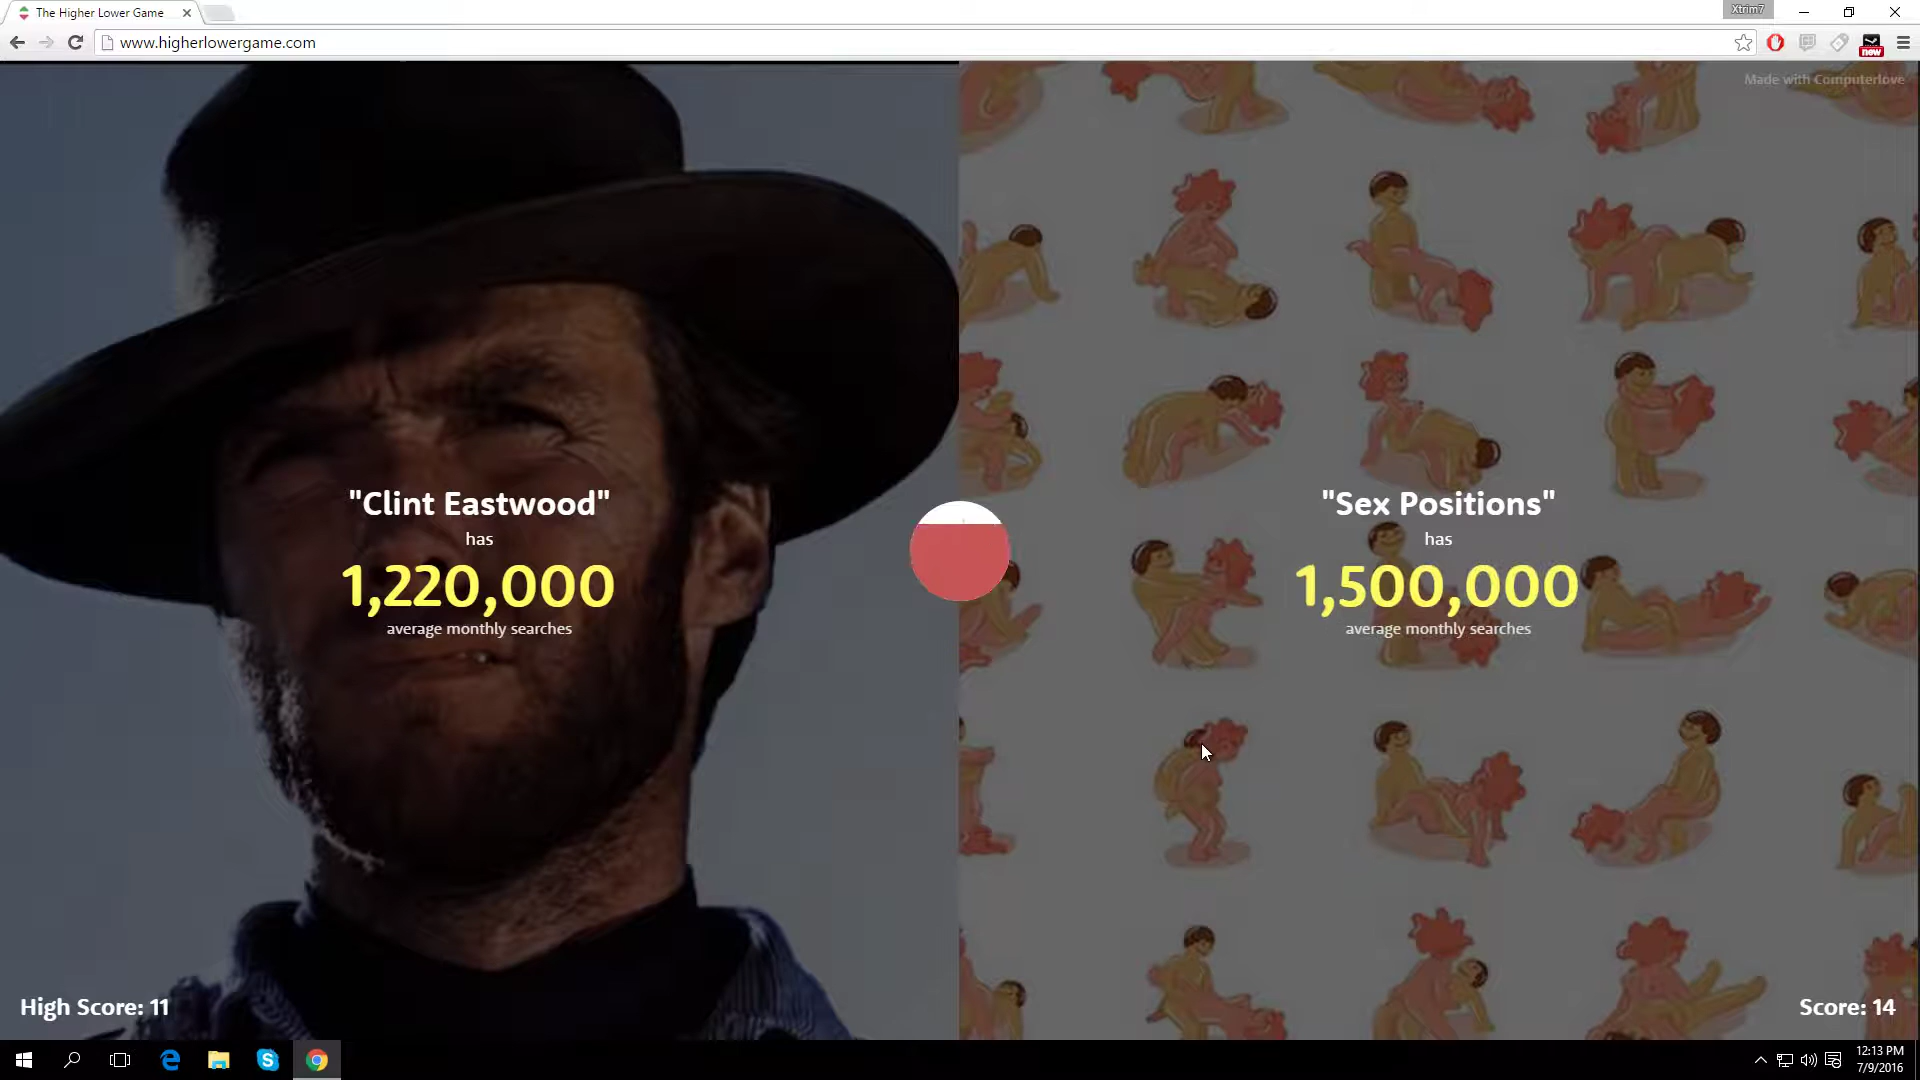 The Higher Lower Game
Xtrim7
www.higherlowergame.com
new
Made with Computerlove
"Clint Eastwood"
has
1,220,000
average monthly searches
"Sex Positions"
has
1,500,000
average monthly searches
High Score: 11
Score: 14
12:13 PM
7/9/2016